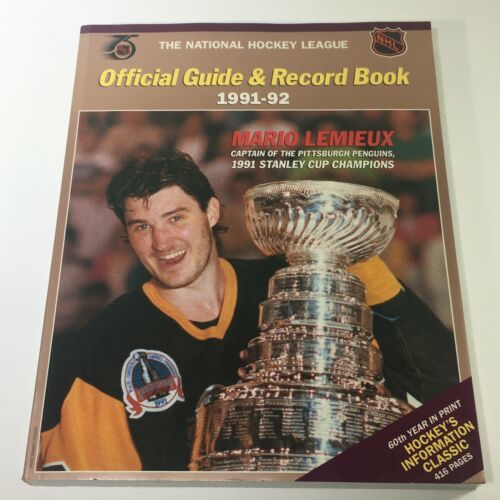 75
NHL
THE NATIONAL HOCKEY LEAGUE
Official Guide & Record Book
1991-92
MARIO LEMIEUX
CAPTAIN OF THE PITTSBURGH PENGUINS,
1991 STANLEY CUP CHAMPIONS
60th YEAR IN PRINT
HOCKEY'S
INFORMATION
CLASSIC
416 PAGES